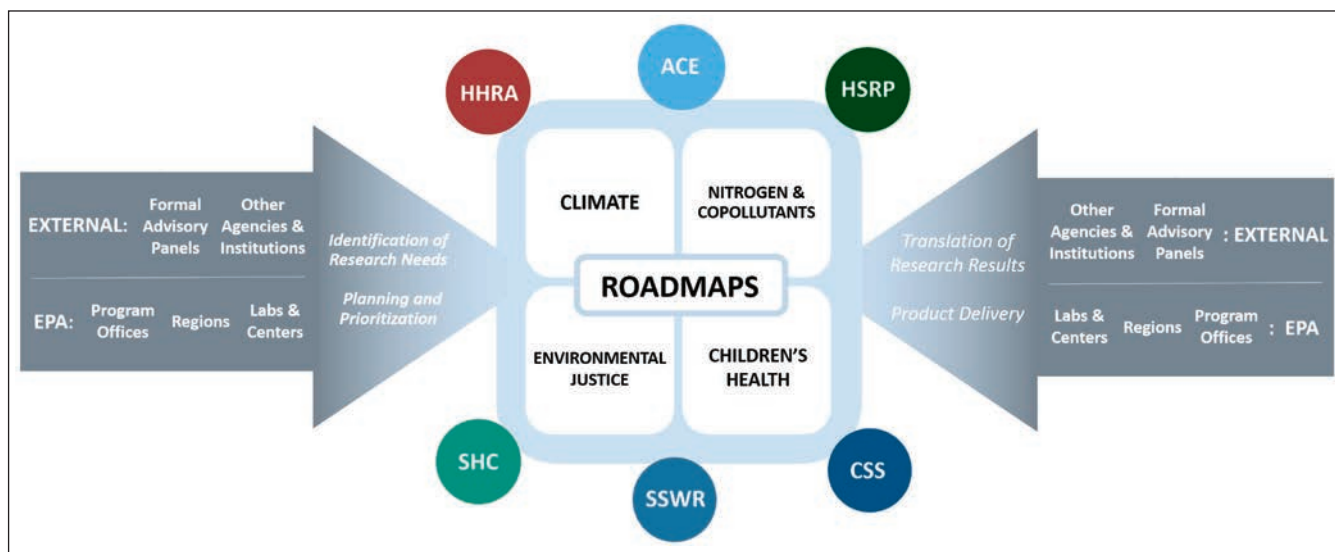 HHRA
ACE
HSRP
EXTERNAL:
Formal
Advisory
Panels
Other
Agencies &
Institutions
EPA:
Program
Offices
Regions
Labs &
Centers
Identification of
Research Needs
Planning and
Prioritization
CLIMATE
NITROGEN &
COPOLLUTANTS
ROADMAPS
ENVIRONMENTAL
JUSTICE
CHILDREN'S
HEALTH
Translation of
Research Results
Product Delivery
Other
Agencies &
Institutions
Formal
Advisory
Panels
: EXTERNAL
Labs &
Centers
Regions
Program
Offices
: EPA
SHC
SSWR
CSS